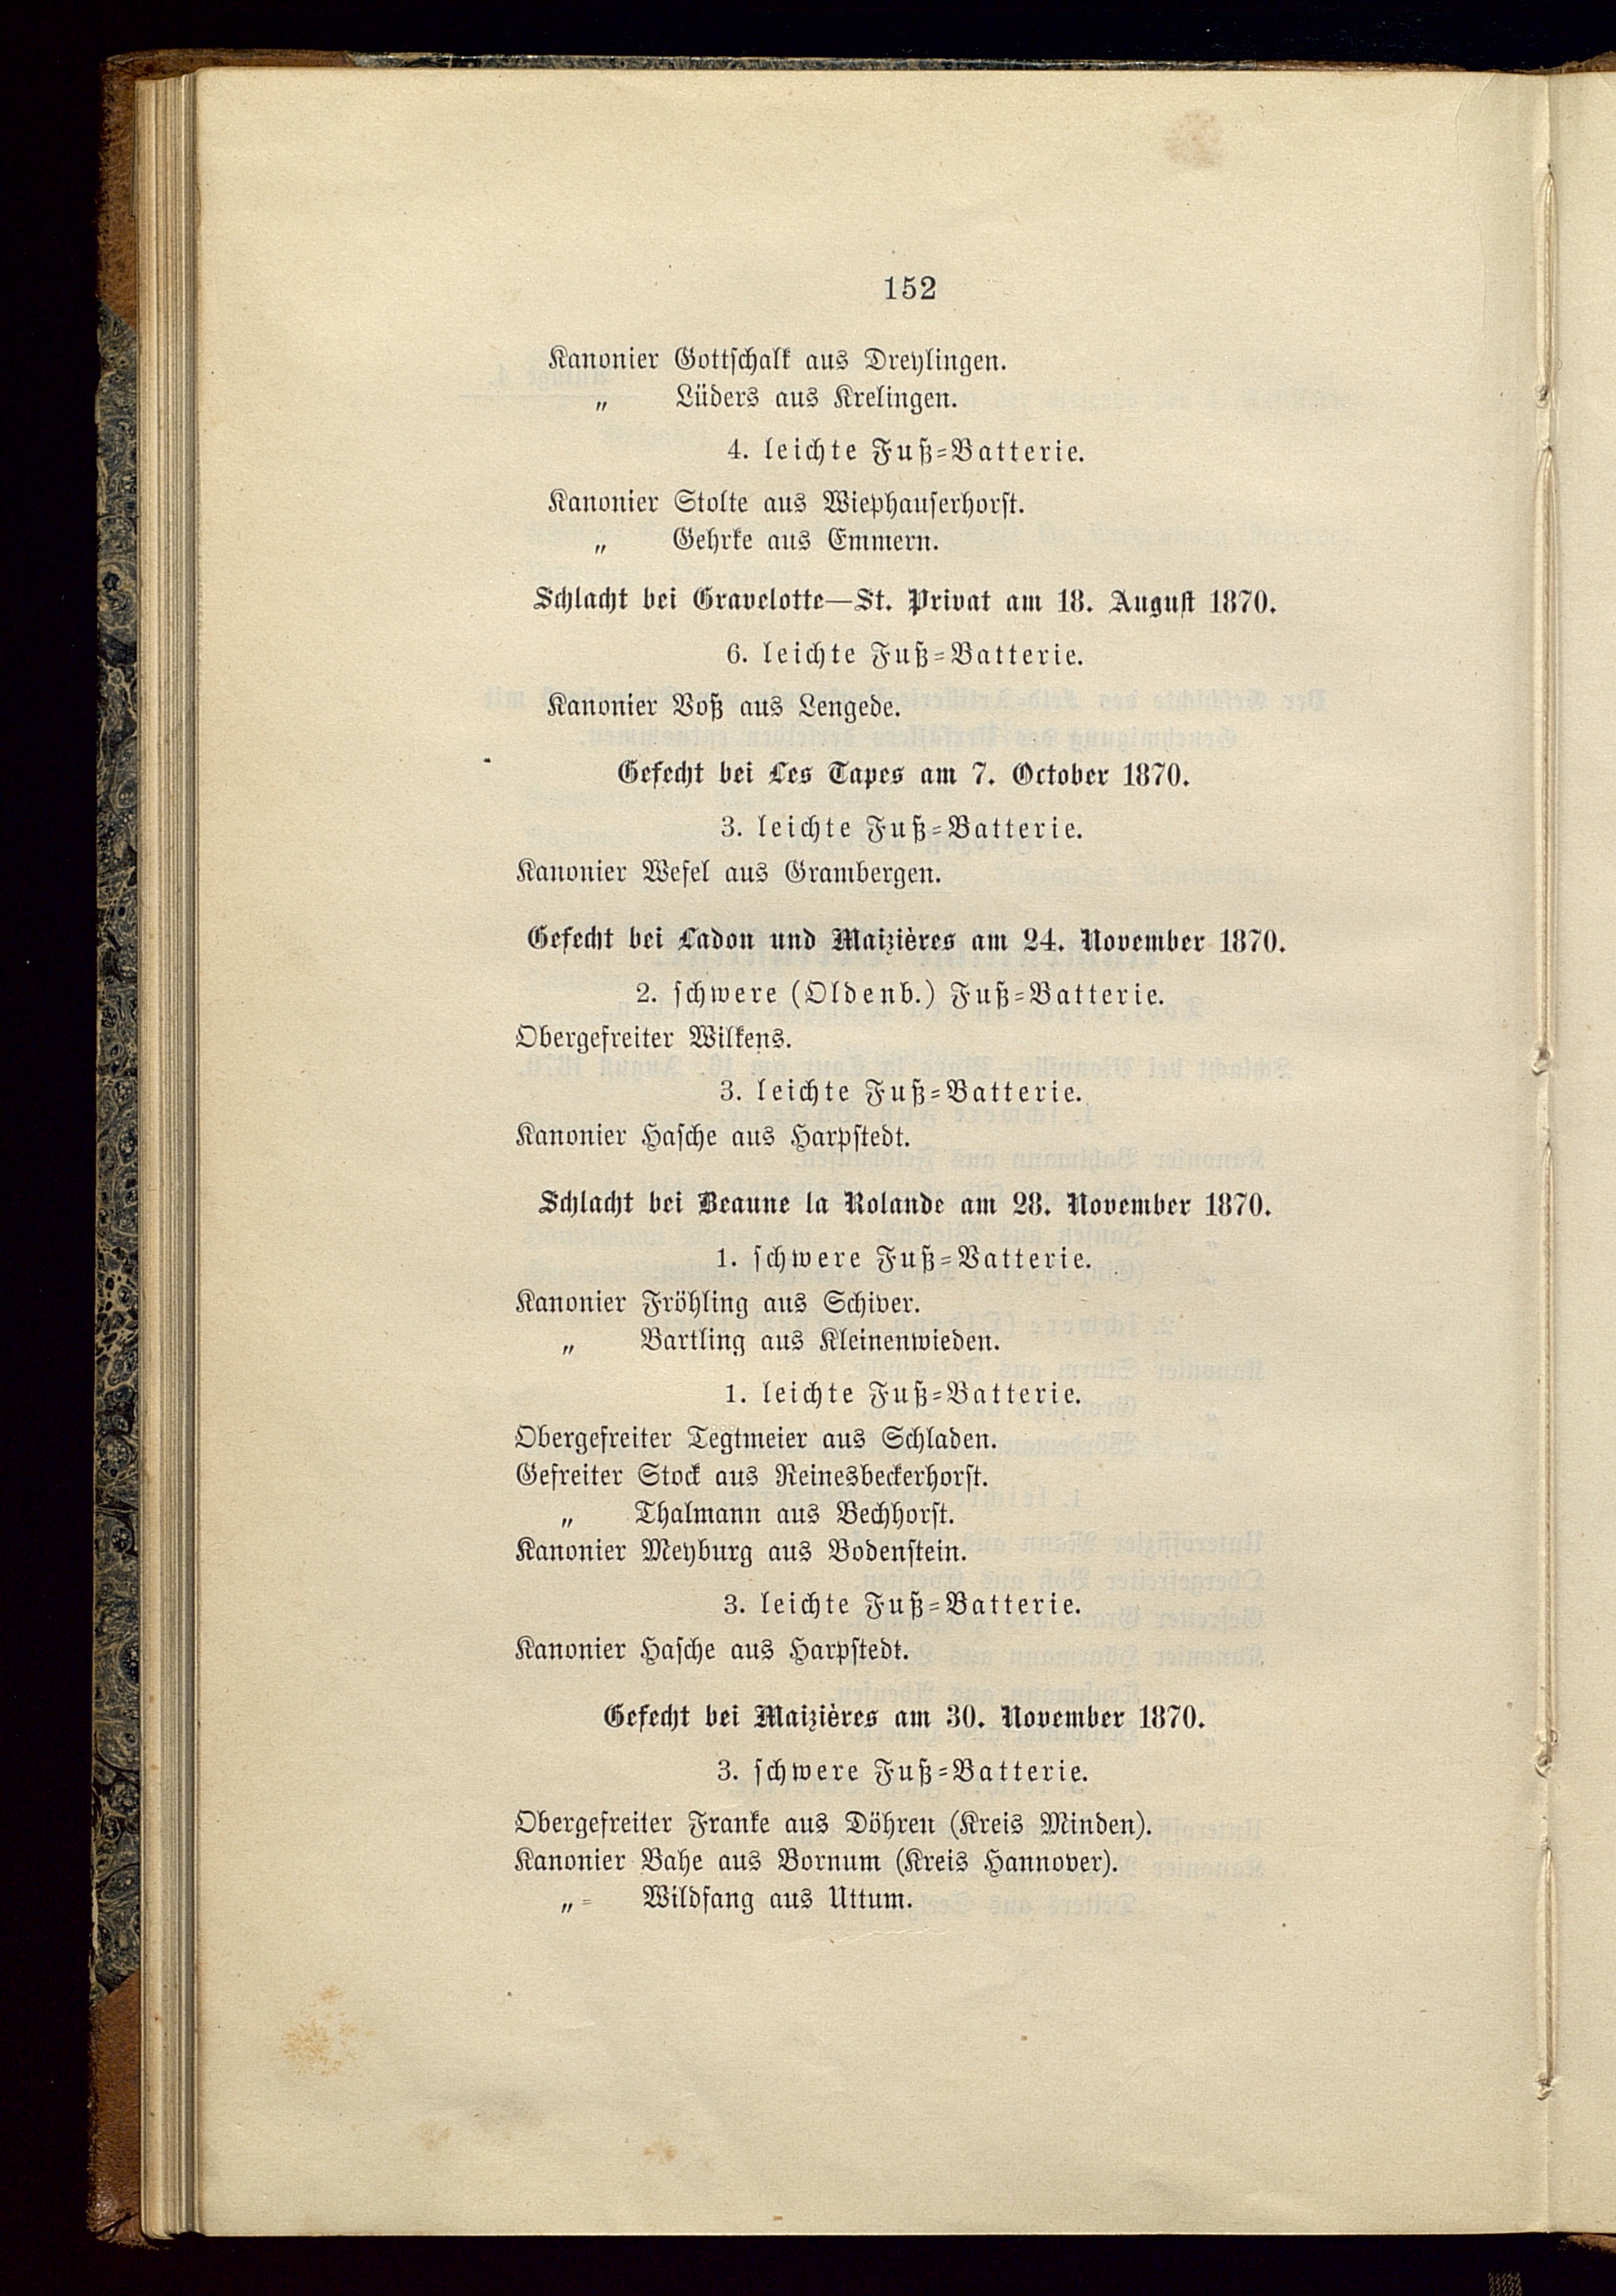 152
Kanonier Gottschalk aus Dreylingen.
„ Lüders aus Krelingen.
4. leichte Fuß=Batterie.
Kanonier Stolte aus Wiephauserhorst.
„ Gehrke aus Emmern.
Schlacht bei Gravelotte—St. Privat am 18. August 1870.
6. leichte Fuß=Batterie.
Kanonier Voß aus Lengede.
Gefecht bei Les Tapes am 7. October 1870.
3. leichte Fuß=Batterie.
Kanonier Wesel aus Grambergen.
Gefecht bei Ladon und Maizières am 24. November 1870.
2. schwere (Oldenb.) Fuß=Batterie.
Obergefreiter Wilkens.
3. leichte Fuß=Batterie.
Kanonier Hasche aus Harpstedt.
Schlacht bei Beaune la Rolande am 28. November 1870.
1. schwere Fuß=Batterie.
Kanonier Fröhling aus Schiver.
„ Bartling aus Kleinenwieden.
1. leichte Fuß=Batterie.
Obergefreiter Tegtmeier aus Schladen.
Gefreiter Stock aus Reinesbeckerhorst.
„ Thalmann aus Bechhorst.
Kanonier Meyburg aus Bodenstein.
3. leichte Fuß=Batterie.
Kanonier Hasche aus Harpstedt.
Gefecht bei Maizières am 30. November 1870.
3. schwere Fuß=Batterie.
Obergefreiter Franke aus Döhren (Kreis Minden).
Kanonier Bahe aus Bornum (Kreis Hannover).
„ = Wildfang aus Uttum.